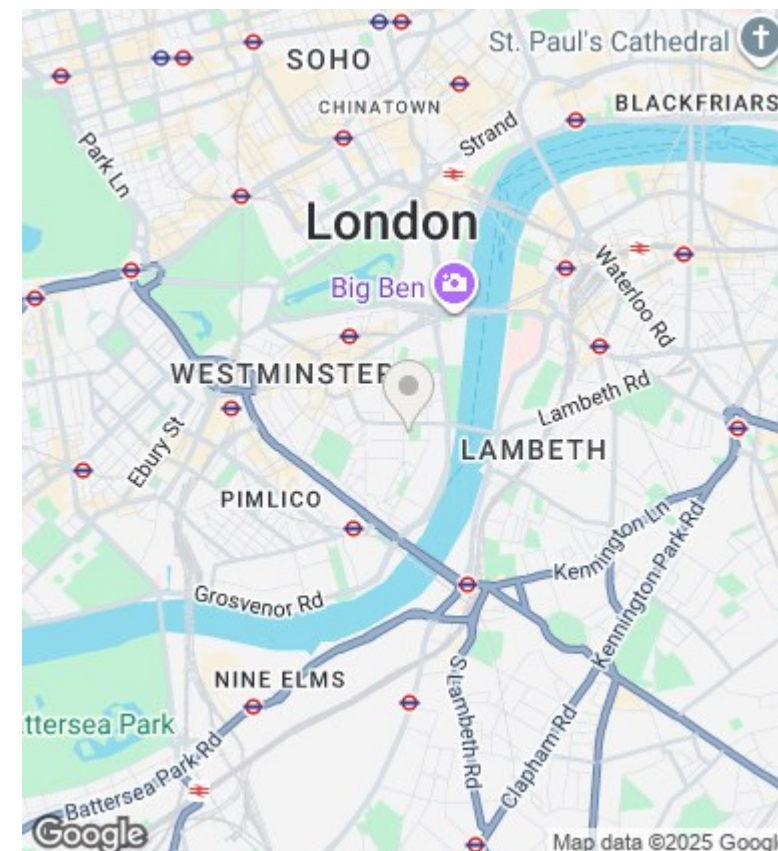 SOHO
St. Paul's Cathedral
CHINATOWN
BLACKFRIARS
Strand
Park Ln
London
Big Ben
Waterloo Rd
WESTMINSTER
Lambeth Rd
Ebury St
LAMBETH
PIMLICO
Kennington Ln
Kennington Park Rd
Grosvenor Rd
NINE ELMS
S Lambeth Rd
ttersea Park
Clapham Rd
Battersea Park Rd
Google
Map data ©2025 Googl